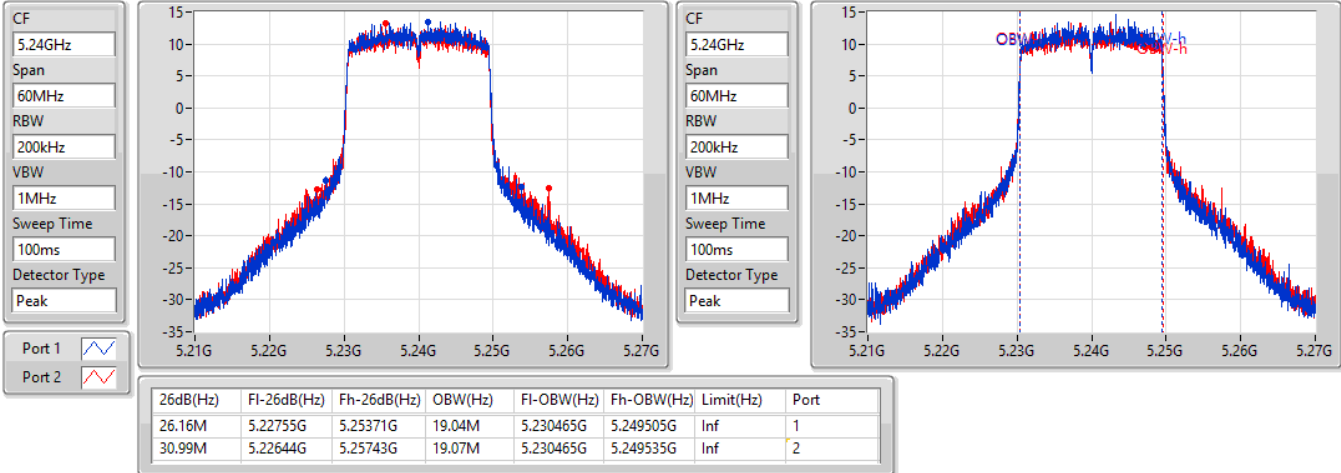 CF
5.24GHz
Span
60MHz
RBW
200kHz
VBW
1MHz
Sweep Time
100ms
Detector Type
Peak
15
10
5
0
-5
-10
-15
-20
-25
-30
-35
5.21G 5.22G 5.23G 5.24G 5.25G 5.26G 5.27G
CF
5.24GHz
Span
60MHz
RBW
200kHz
VBW
1MHz
Sweep Time
100ms
Detector Type
Peak
15
10
5
0
-5
-10
-15
-20
-25
-30
-35
5.21G 5.22G 5.23G 5.24G 5.25G 5.26G 5.27G
Port 1
Port 2
26dB(Hz) Fl-26dB(Hz) Fh-26dB(Hz) OBW(Hz) Fl-OBW(Hz) Fh-OBW(Hz) Limit(Hz) Port
26.16M 5.22755G 5.25371G 19.04M 5.230465G 5.249505G Inf 1
30.99M 5.22644G 5.25743G 19.07M 5.230465G 5.249535G Inf 2